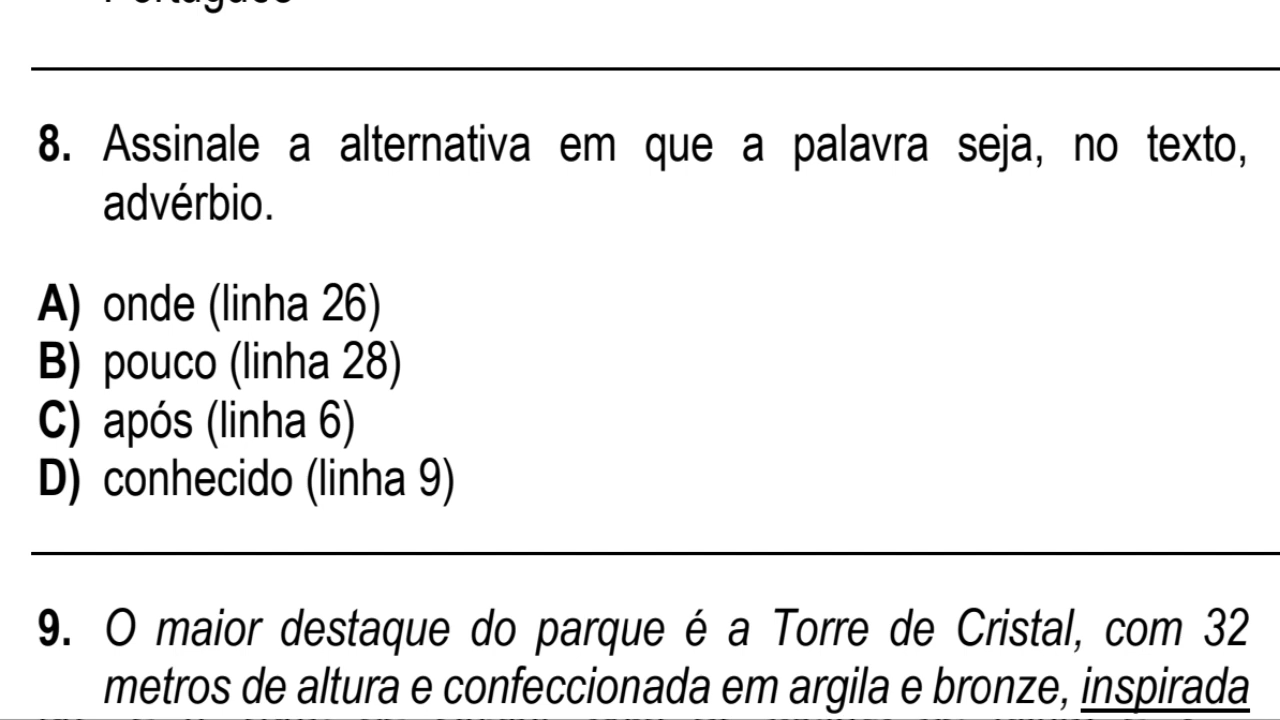 Português
8. Assinale a alternativa em que a palavra seja, no texto,
advérbio.
A) onde (linha 26)
B) pouco (linha 28)
C) após (linha 6)
D) conhecido (linha 9)
9. O maior destaque do parque é a Torre de Cristal, com 32
metros de altura e confeccionada em argila e bronze, inspirada